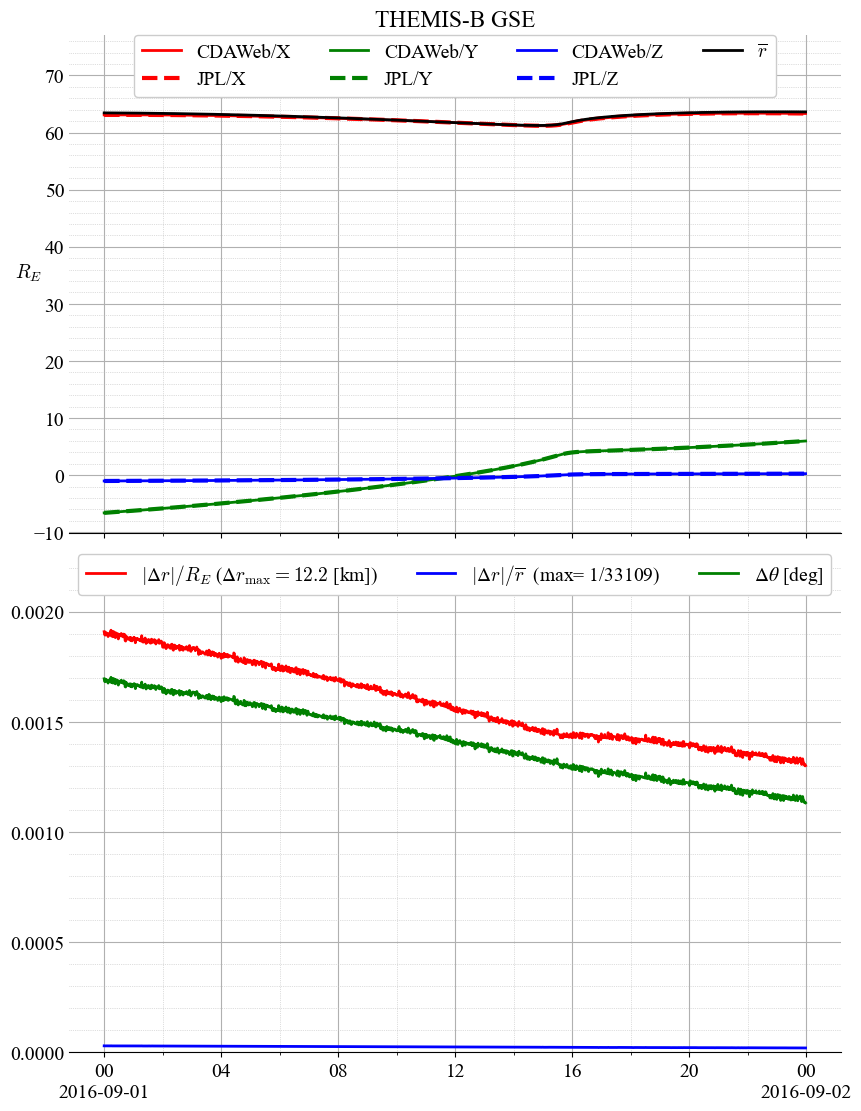 THEMIS-B GSE
CDAWeb/X CDAWeb/Y CDAWeb/Z r̅
JPL/X JPL/Y JPL/Z
70
60
50
40
R_E
30
20
10
0
−10
|Δr|/R_E (Δr_max = 12.2 [km]) |Δr|/r̅ (max= 1/33109) Δθ [deg]
0.0020
0.0015
0.0010
0.0005
0.0000
00 04 08 12 16 20 00
2016-09-01 2016-09-02